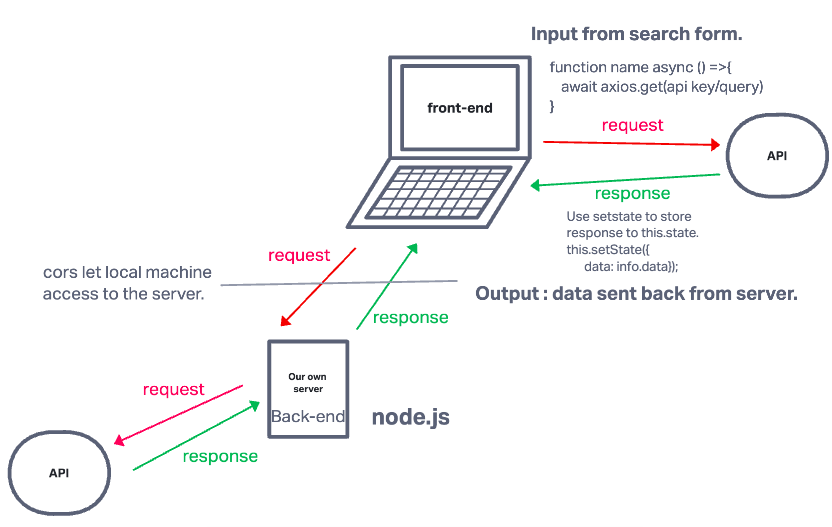 Input from search form.
function name async () =>{
await axios.get(api key/query)
}
front-end
request
API
response
Use setstate to store
response to this.state.
this.setState({
data: info.data});
request
cors let local machine
access to the server.
Output : data sent back from server.
response
Our own
server
Back-end
node.js
request
response
API